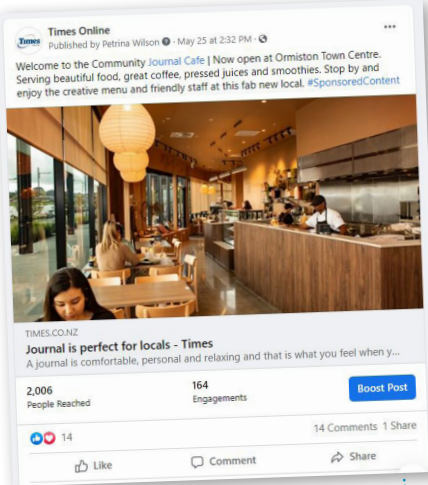 Times
Times Online
Published by Petrina Wilson · May 25 at 2:32 PM ·
Welcome to the Community Journal Cafe | Now open at Ormiston Town Centre.
Serving beautiful food, great coffee, pressed juices and smoothies. Stop by and
enjoy the creative menu and friendly staff at this fab new local. #SponsoredContent
TIMES.CO.NZ
Journal is perfect for locals - Times
A journal is comfortable, personal and relaxing and that is what you feel when y...
2,006
People Reached
164
Engagements
Boost Post
14
14 Comments 1 Share
Like
Comment
Share